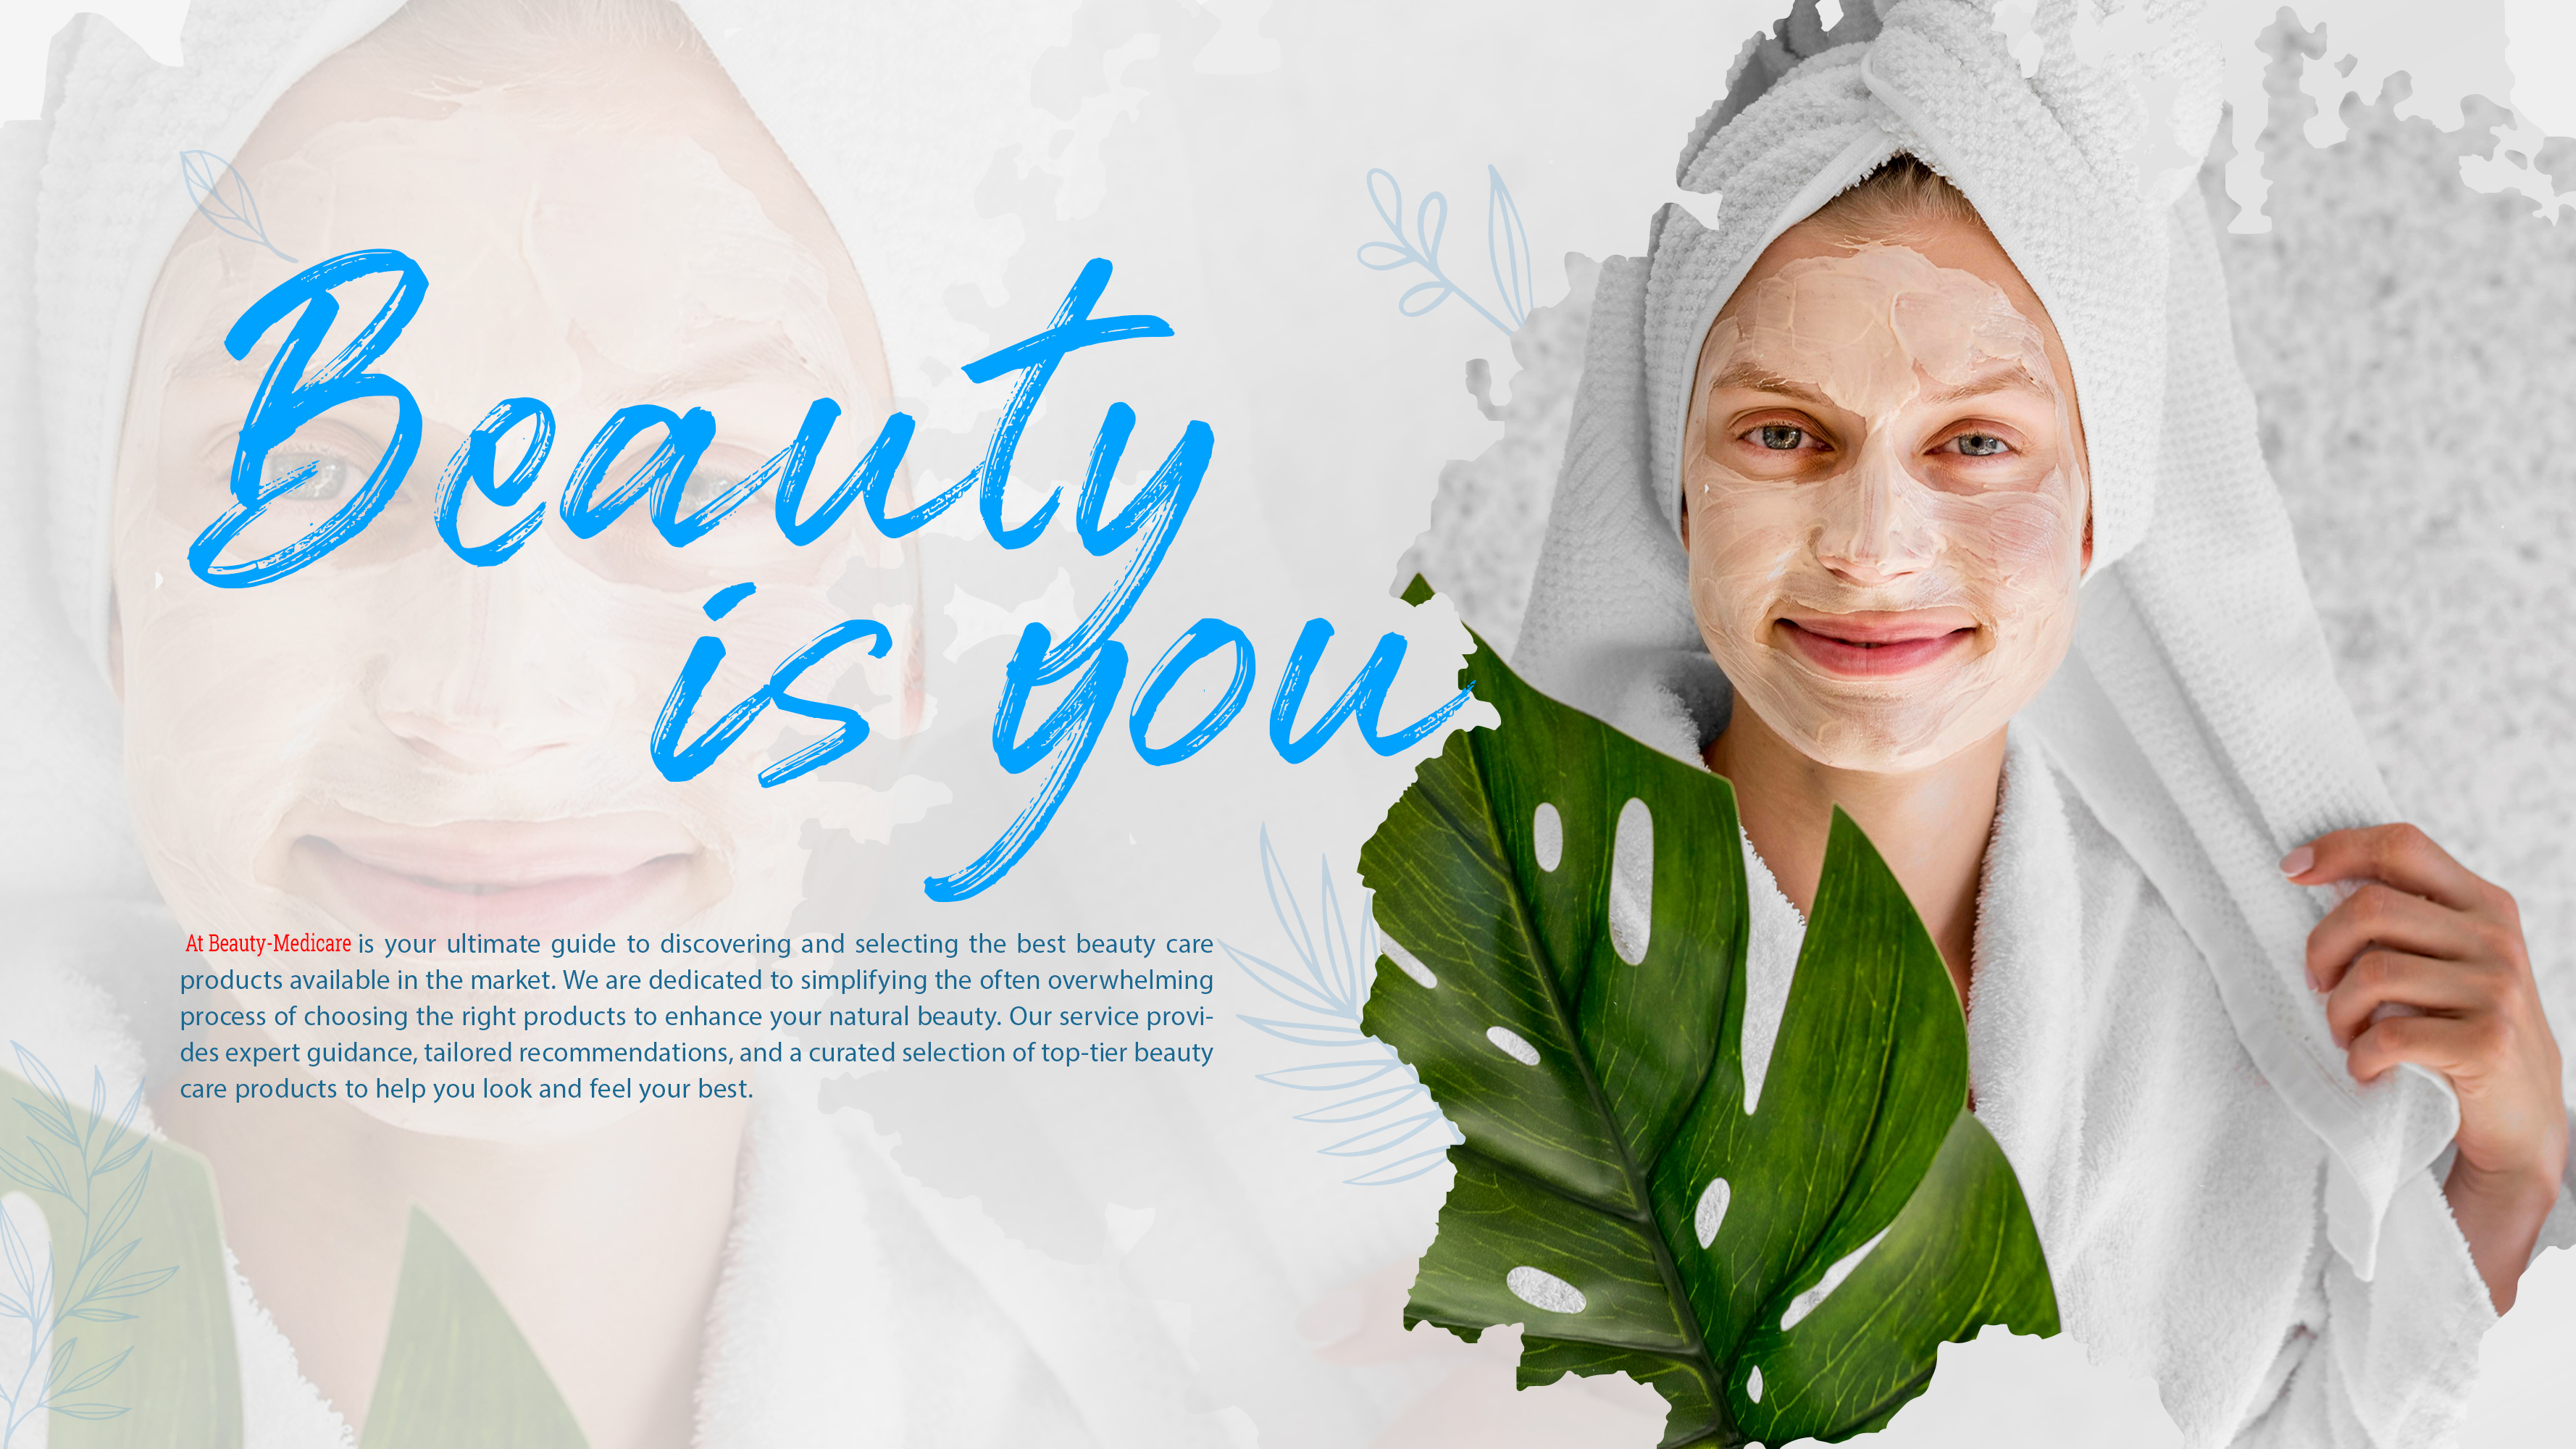 Beauty
is you
At Beauty-Medicare is your ultimate guide to discovering and selecting the best beauty care
products available in the market. We are dedicated to simplifying the often overwhelming
process of choosing the right products to enhance your natural beauty. Our service provi-
des expert guidance, tailored recommendations, and a curated selection of top-tier beauty
care products to help you look and feel your best.